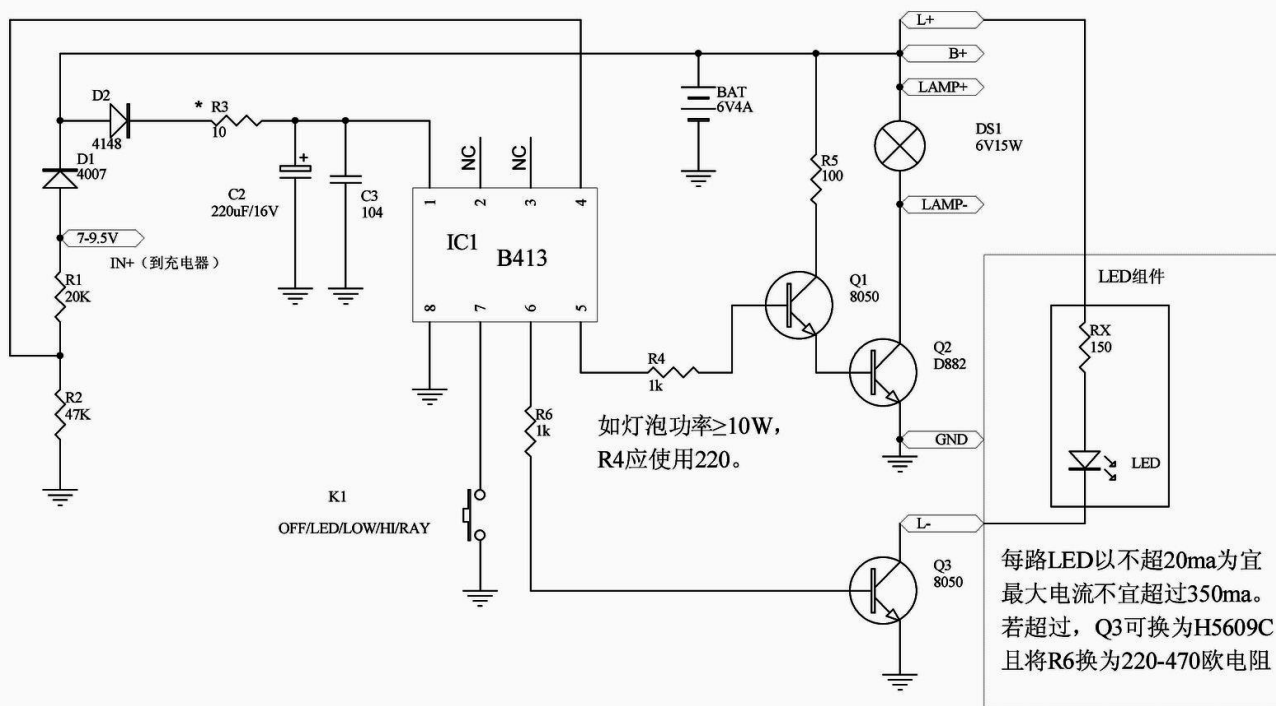 L+
B+
LAMP+
D2
4148
* R3
10
BAT
6V4A
DS1
6V15W
D1
4007
NC
NC
R5
100
C2
220uF/16V
C3
104
1
2
3
4
LAMP-
7-9.5V
IN+（到充电器）
IC1
B413
R1
20K
Q1
8050
LED组件
8
7
6
5
RX
150
R4
1k
Q2
D882
R2
47K
R6
1k
如灯泡功率≥10W，
R4应使用220。
GND
LED
K1
OFF/LED/LOW/HI/RAY
L-
Q3
8050
每路LED以不超20ma为宜
最大电流不宜超过350ma。
若超过，Q3可换为H5609C
且将R6换为220-470欧电阻